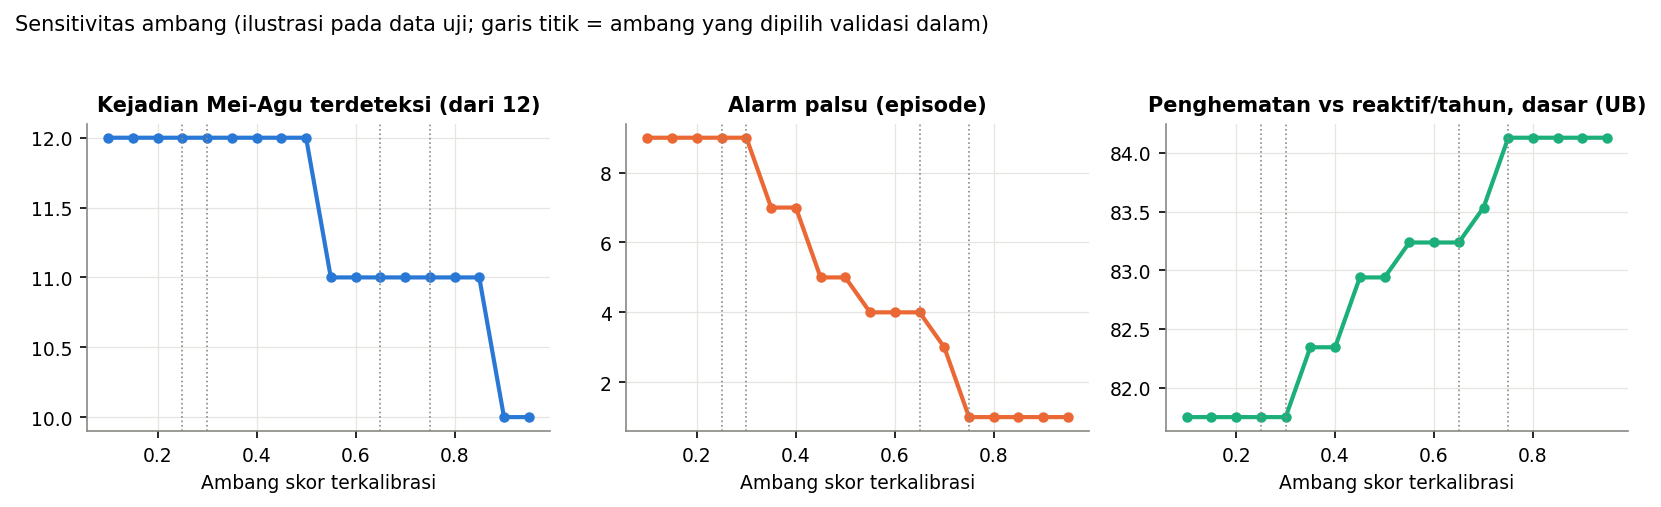 Sensitivitas ambang (ilustrasi pada data uji; garis titik = ambang yang dipilih validasi dalam)
Kejadian Mei-Agu terdeteksi (dari 12)
12.0
11.5
11.0
10.5
10.0
0.2 0.4 0.6 0.8
Ambang skor terkalibrasi
Alarm palsu (episode)
8
6
4
2
0.2 0.4 0.6 0.8
Ambang skor terkalibrasi
Penghematan vs reaktif/tahun, dasar (UB)
84.0
83.5
83.0
82.5
82.0
0.2 0.4 0.6 0.8
Ambang skor terkalibrasi